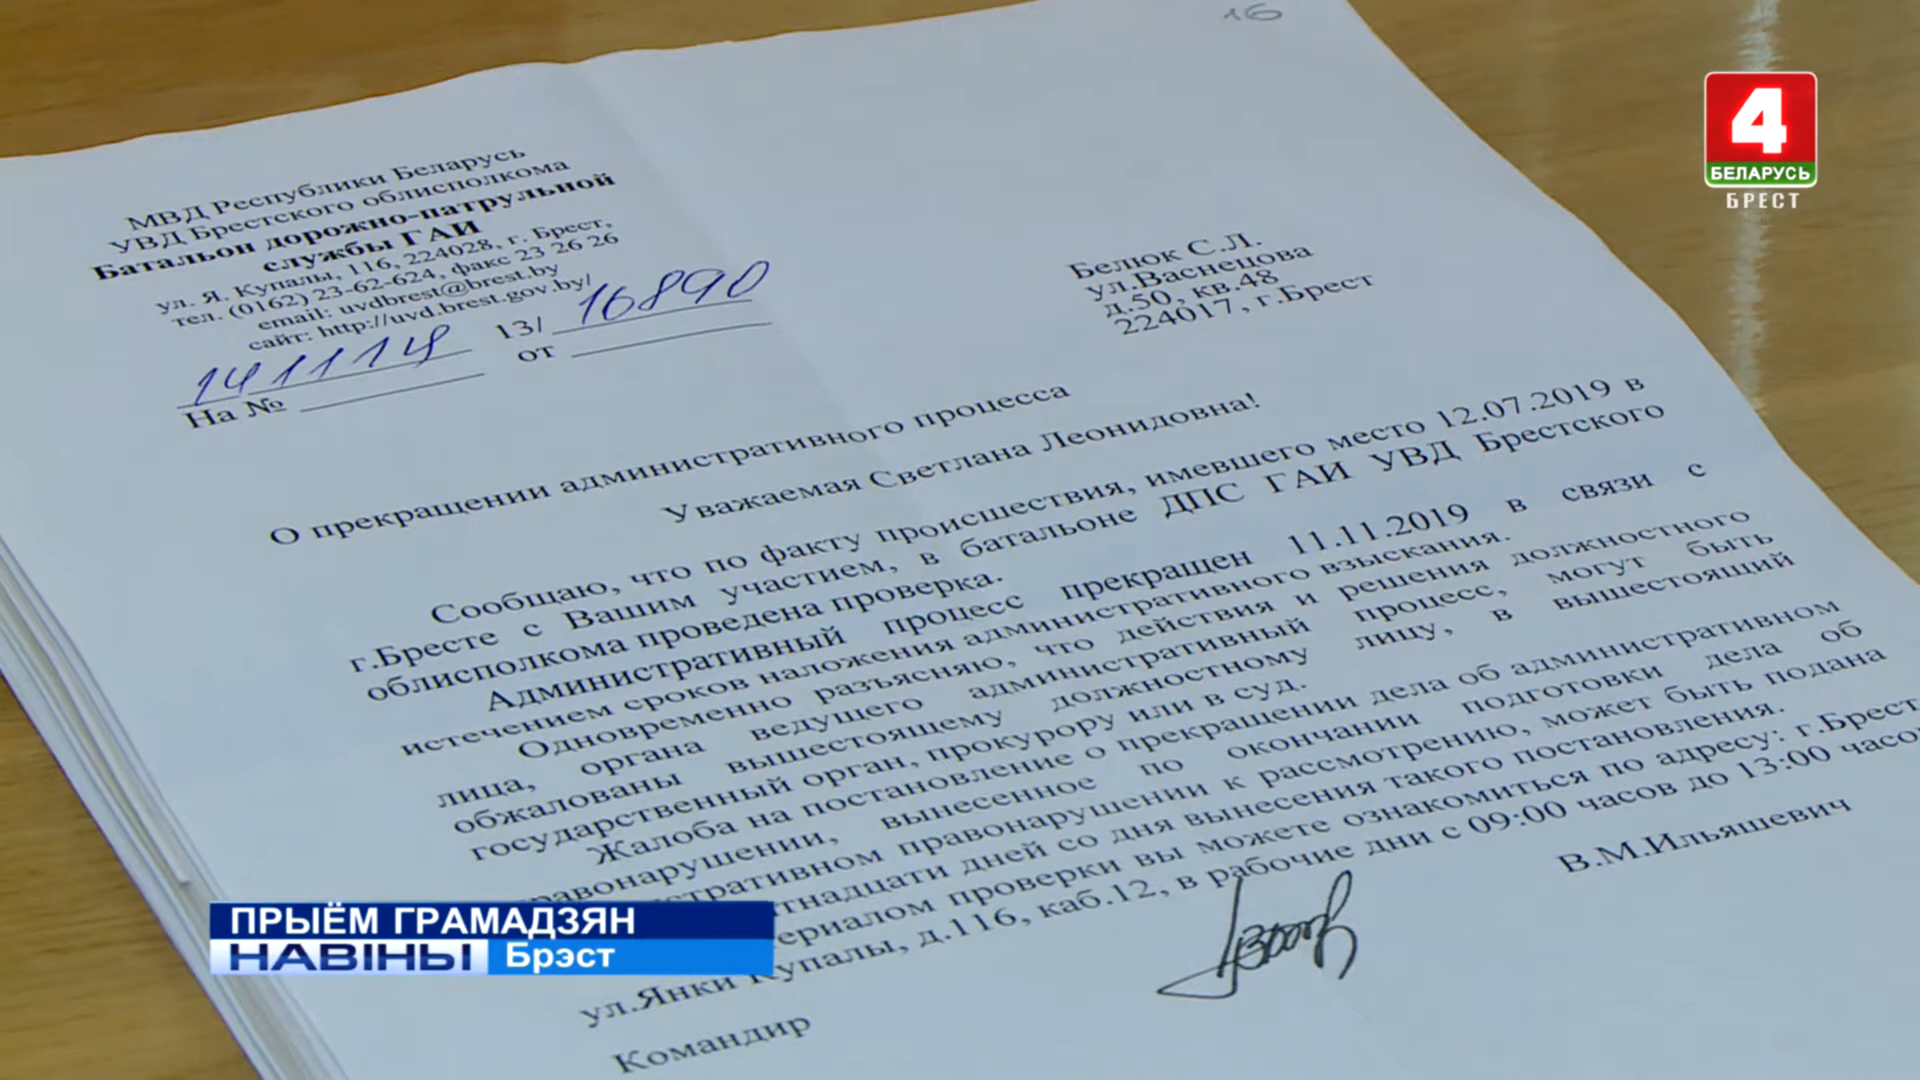 16
4
БЕЛАРУСЬ
БРЕСТ
МВД Республики Беларусь
УВД Брестского облисполкома
Батальон дорожно-патрульной
службы ГАИ
ул. Я. Купалы, 116, 224028, г. Брест,
тел. (0162) 23-62-624, факс 23 26 26
email: uvdbrest@brest.by
сайт: http://uvd.brest.gov.by/
141119 13/ 16890
На № от
Белюк С.Л.
ул.Васнецова
д.50, кв.48
224017, г.Брест
О прекращении административного процесса
Уважаемая Светлана Леонидовна!
Сообщаю, что по факту происшествия, имевшего место 12.07.2019 в
г.Бресте с Вашим участием, в батальоне ДПС ГАИ УВД Брестского
облисполкома проведена проверка.
Административный процесс прекращен 11.11.2019 в связи с
истечением сроков наложения административного взыскания.
Одновременно разъясняю, что действия и решения должностного
лица, органа ведущего административный процесс, могут быть
обжалованы вышестоящему должностному лицу, в вышестоящий
государственный орган, прокурору или в суд.
Жалоба на постановление о прекращении дела об административном
правонарушении, вынесенное по окончании подготовки дела об
стративном правонарушении к рассмотрению, может быть подана
тнадцати дней со дня вынесения такого постановления.
териалом проверки вы можете ознакомиться по адресу: г.Брест,
ул.Янки Купалы, д.116, каб.12, в рабочие дни с 09:00 часов до 13:00 часов
Командир
В.М.Ильяшевич
ПРЫЁМ ГРАМАДЗЯН
НАВІНЫ Брэст